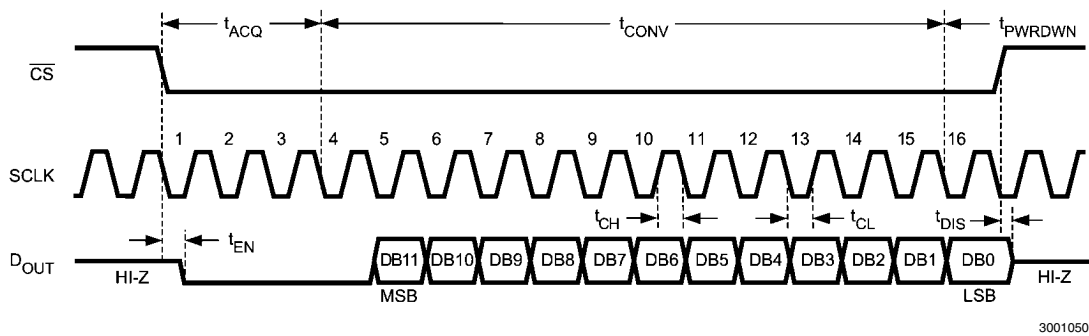 tACQ tCONV tPWRDWN
CS
1 2 3 4 5 6 7 8 9 10 11 12 13 14 15 16
SCLK
tCH tCL tDIS
tEN
DOUT
HI-Z DB11 DB10 DB9 DB8 DB7 DB6 DB5 DB4 DB3 DB2 DB1 DB0 HI-Z
MSB LSB
3001050